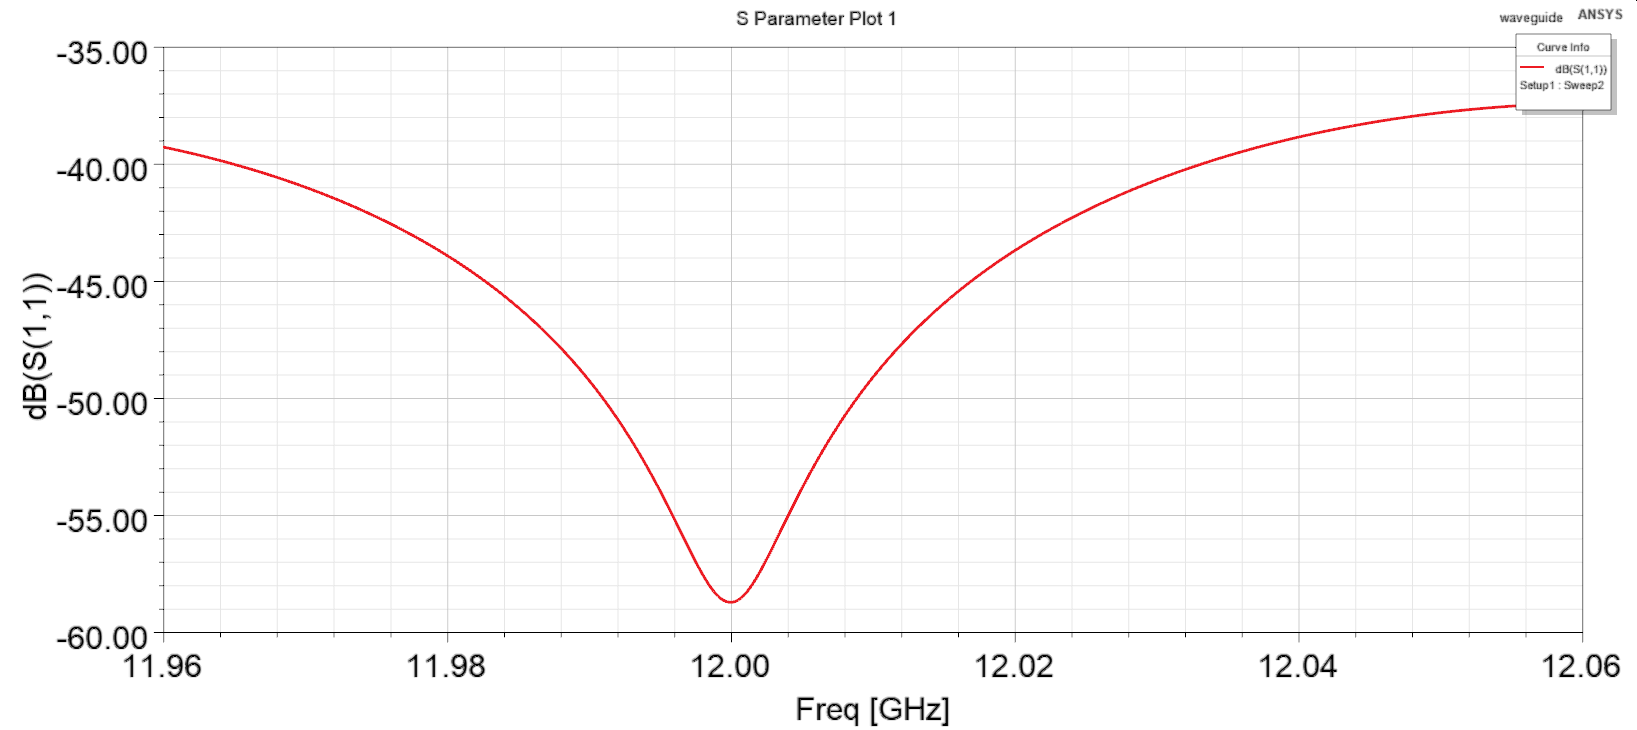 S Parameter Plot 1
waveguide ANSYS
Curve Info
dB(S(1,1))
Setup1 : Sweep2
-35.00
-40.00
-45.00
-50.00
-55.00
-60.00
dB(S(1,1))
11.96 11.98 12.00 12.02 12.04 12.06
Freq [GHz]